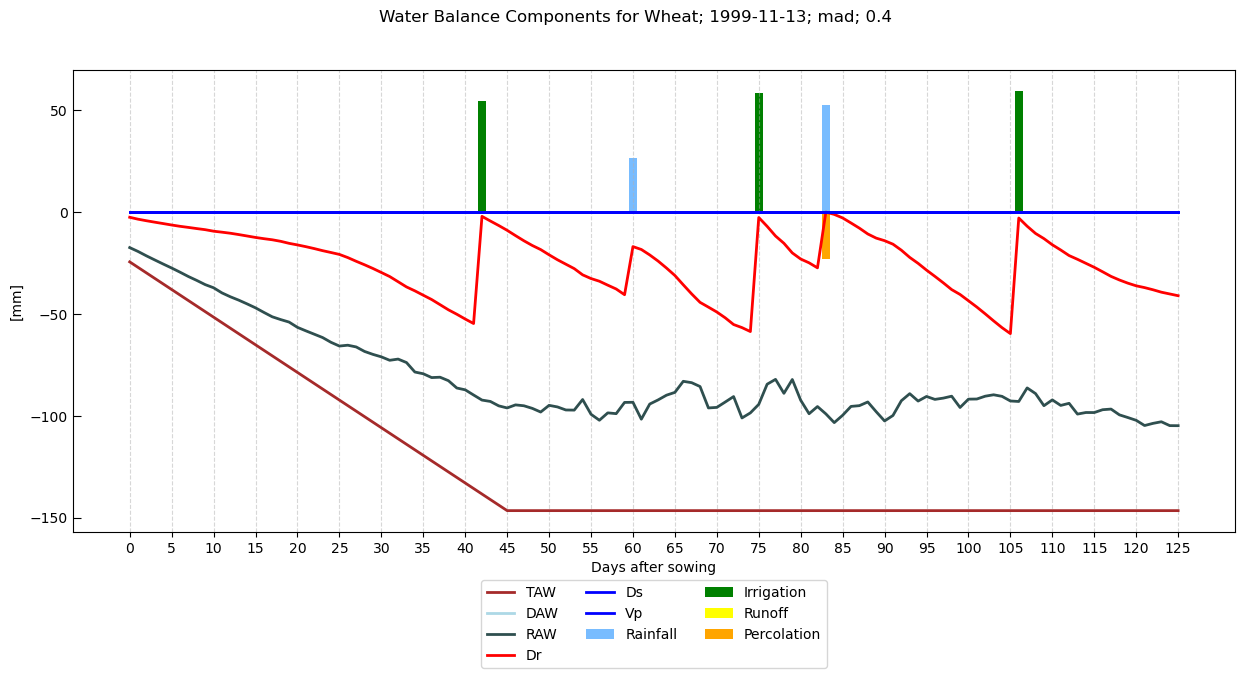 Water Balance Components for Wheat; 1999-11-13; mad; 0.4
50
0
−50
−100
−150
[mm]
0 5 10 15 20 25 30 35 40 45 50 55 60 65 70 75 80 85 90 95 100 105 110 115 120 125
Days after sowing
TAW Ds Irrigation
DAW Vp Runoff
RAW Rainfall Percolation
Dr